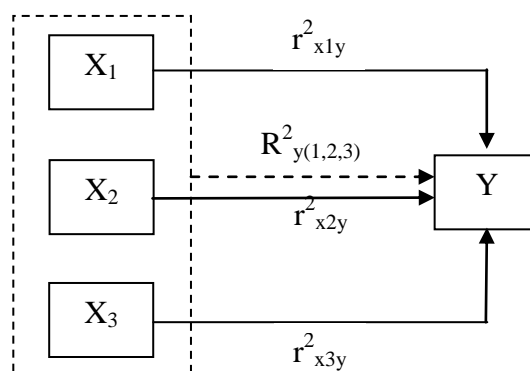 r²x1y
X₁
R²y(1,2,3)
X₂
Y
r²x2y
X₃
r²x3y